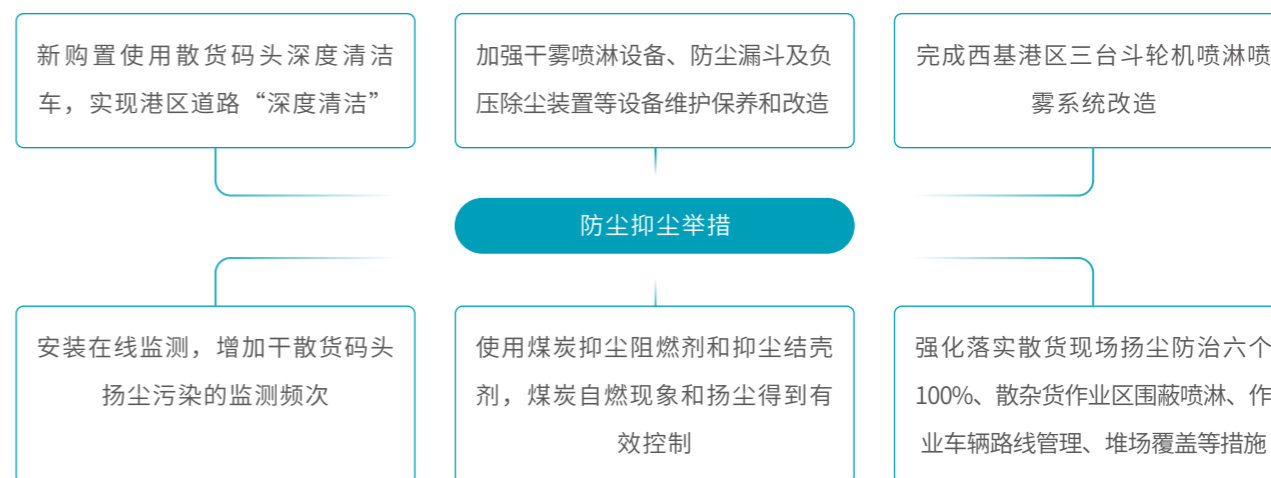 新购置使用散货码头深度清洁
车，实现港区道路“深度清洁”
加强干雾喷淋设备、防尘漏斗及负
压除尘装置等设备维护保养和改造
完成西基港区三台斗轮机喷淋喷
雾系统改造
防尘抑尘举措
安装在线监测，增加干散货码头
扬尘污染的监测频次
使用煤炭抑尘阻燃剂和抑尘结壳
剂，煤炭自燃现象和扬尘得到有
效控制
强化落实散货现场扬尘防治六个
100%、散杂货作业区围蔽喷淋、作
业车辆路线管理、堆场覆盖等措施